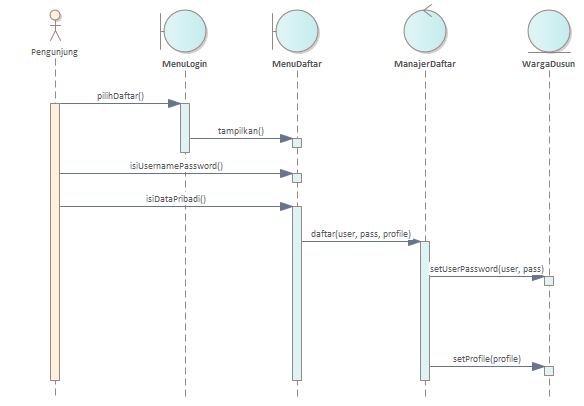 Pengunjung
MenuLogin
MenuDaftar
ManajerDaftar
WargaDusun
pilihDaftar()
tampilkan()
isiUsernamePassword()
isiDataPribadi()
daftar(user, pass, profile)
setUserPassword(user, pass)
setProfile(profile)